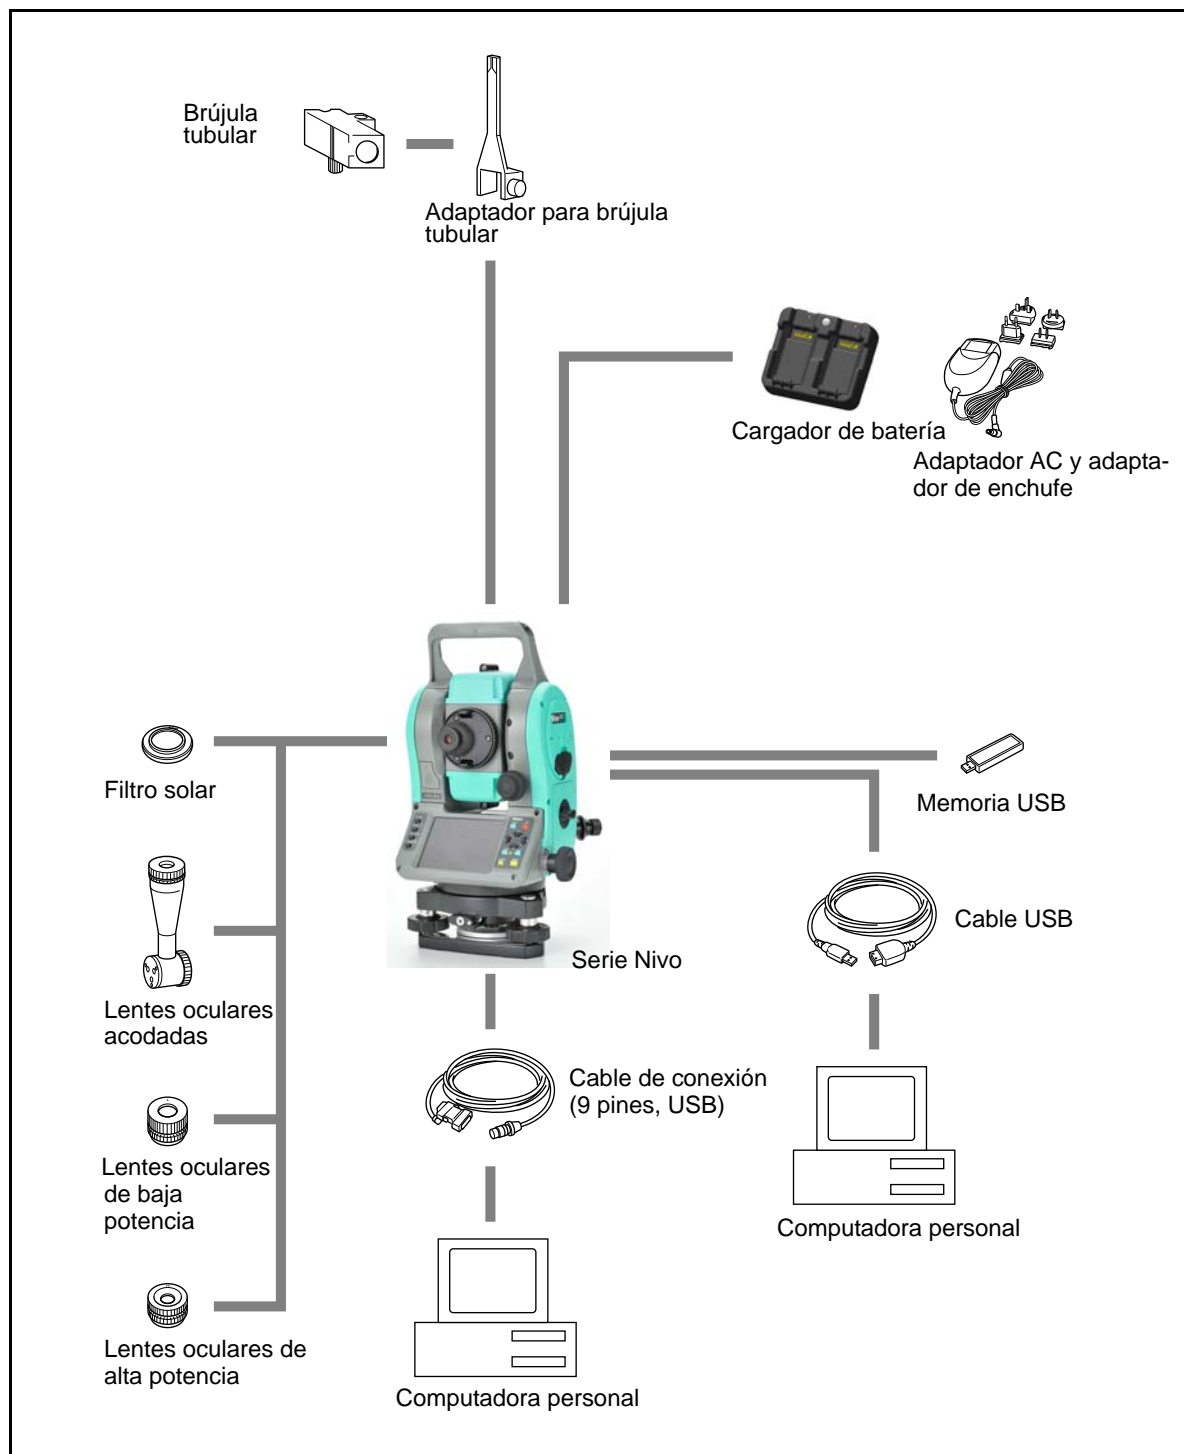 Brújula
tubular
Adaptador para brújula
tubular
Cargador de batería
Adaptador AC y adapta-
dor de enchufe
Filtro solar
Memoria USB
Lentes oculares
acodadas
Cable USB
Serie Nivo
Cable de conexión
(9 pines, USB)
Lentes oculares
de baja
potencia
Computadora personal
Lentes oculares de
alta potencia
Computadora personal